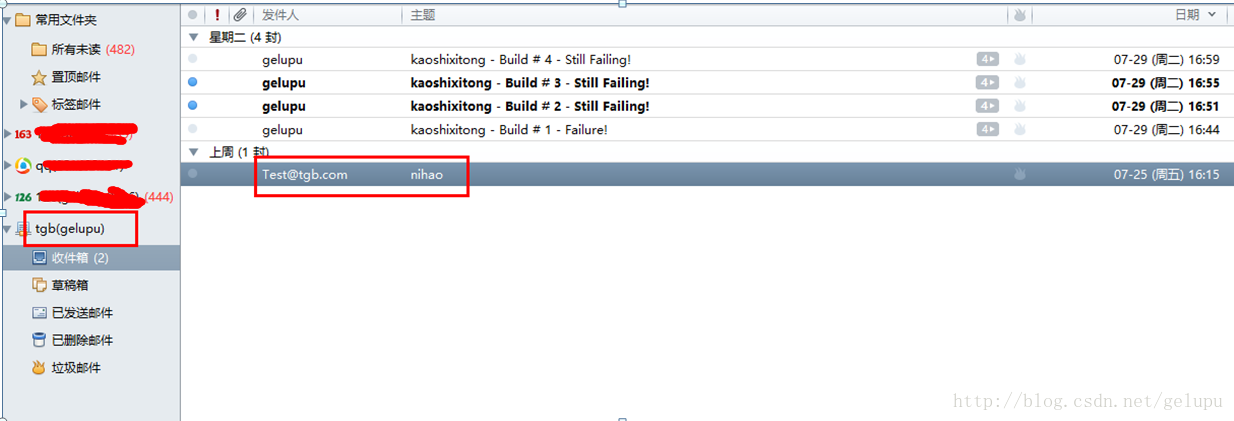 常用文件夹
所有未读 (482)
置顶邮件
标签邮件
163
qq
126 (444)
tgb(gelupu)
收件箱 (2)
草稿箱
已发送邮件
已删除邮件
垃圾邮件
! 发件人 主题 日期
星期二 (4 封)
gelupu kaoshixitong - Build # 4 - Still Failing! 4 07-29 (周二) 16:59
gelupu kaoshixitong - Build # 3 - Still Failing! 4 07-29 (周二) 16:55
gelupu kaoshixitong - Build # 2 - Still Failing! 4 07-29 (周二) 16:51
gelupu kaoshixitong - Build # 1 - Failure! 4 07-29 (周二) 16:44
上周 (1 封)
Test@tgb.com nihao 07-25 (周五) 16:15
http://blog.csdn.net/gelupu